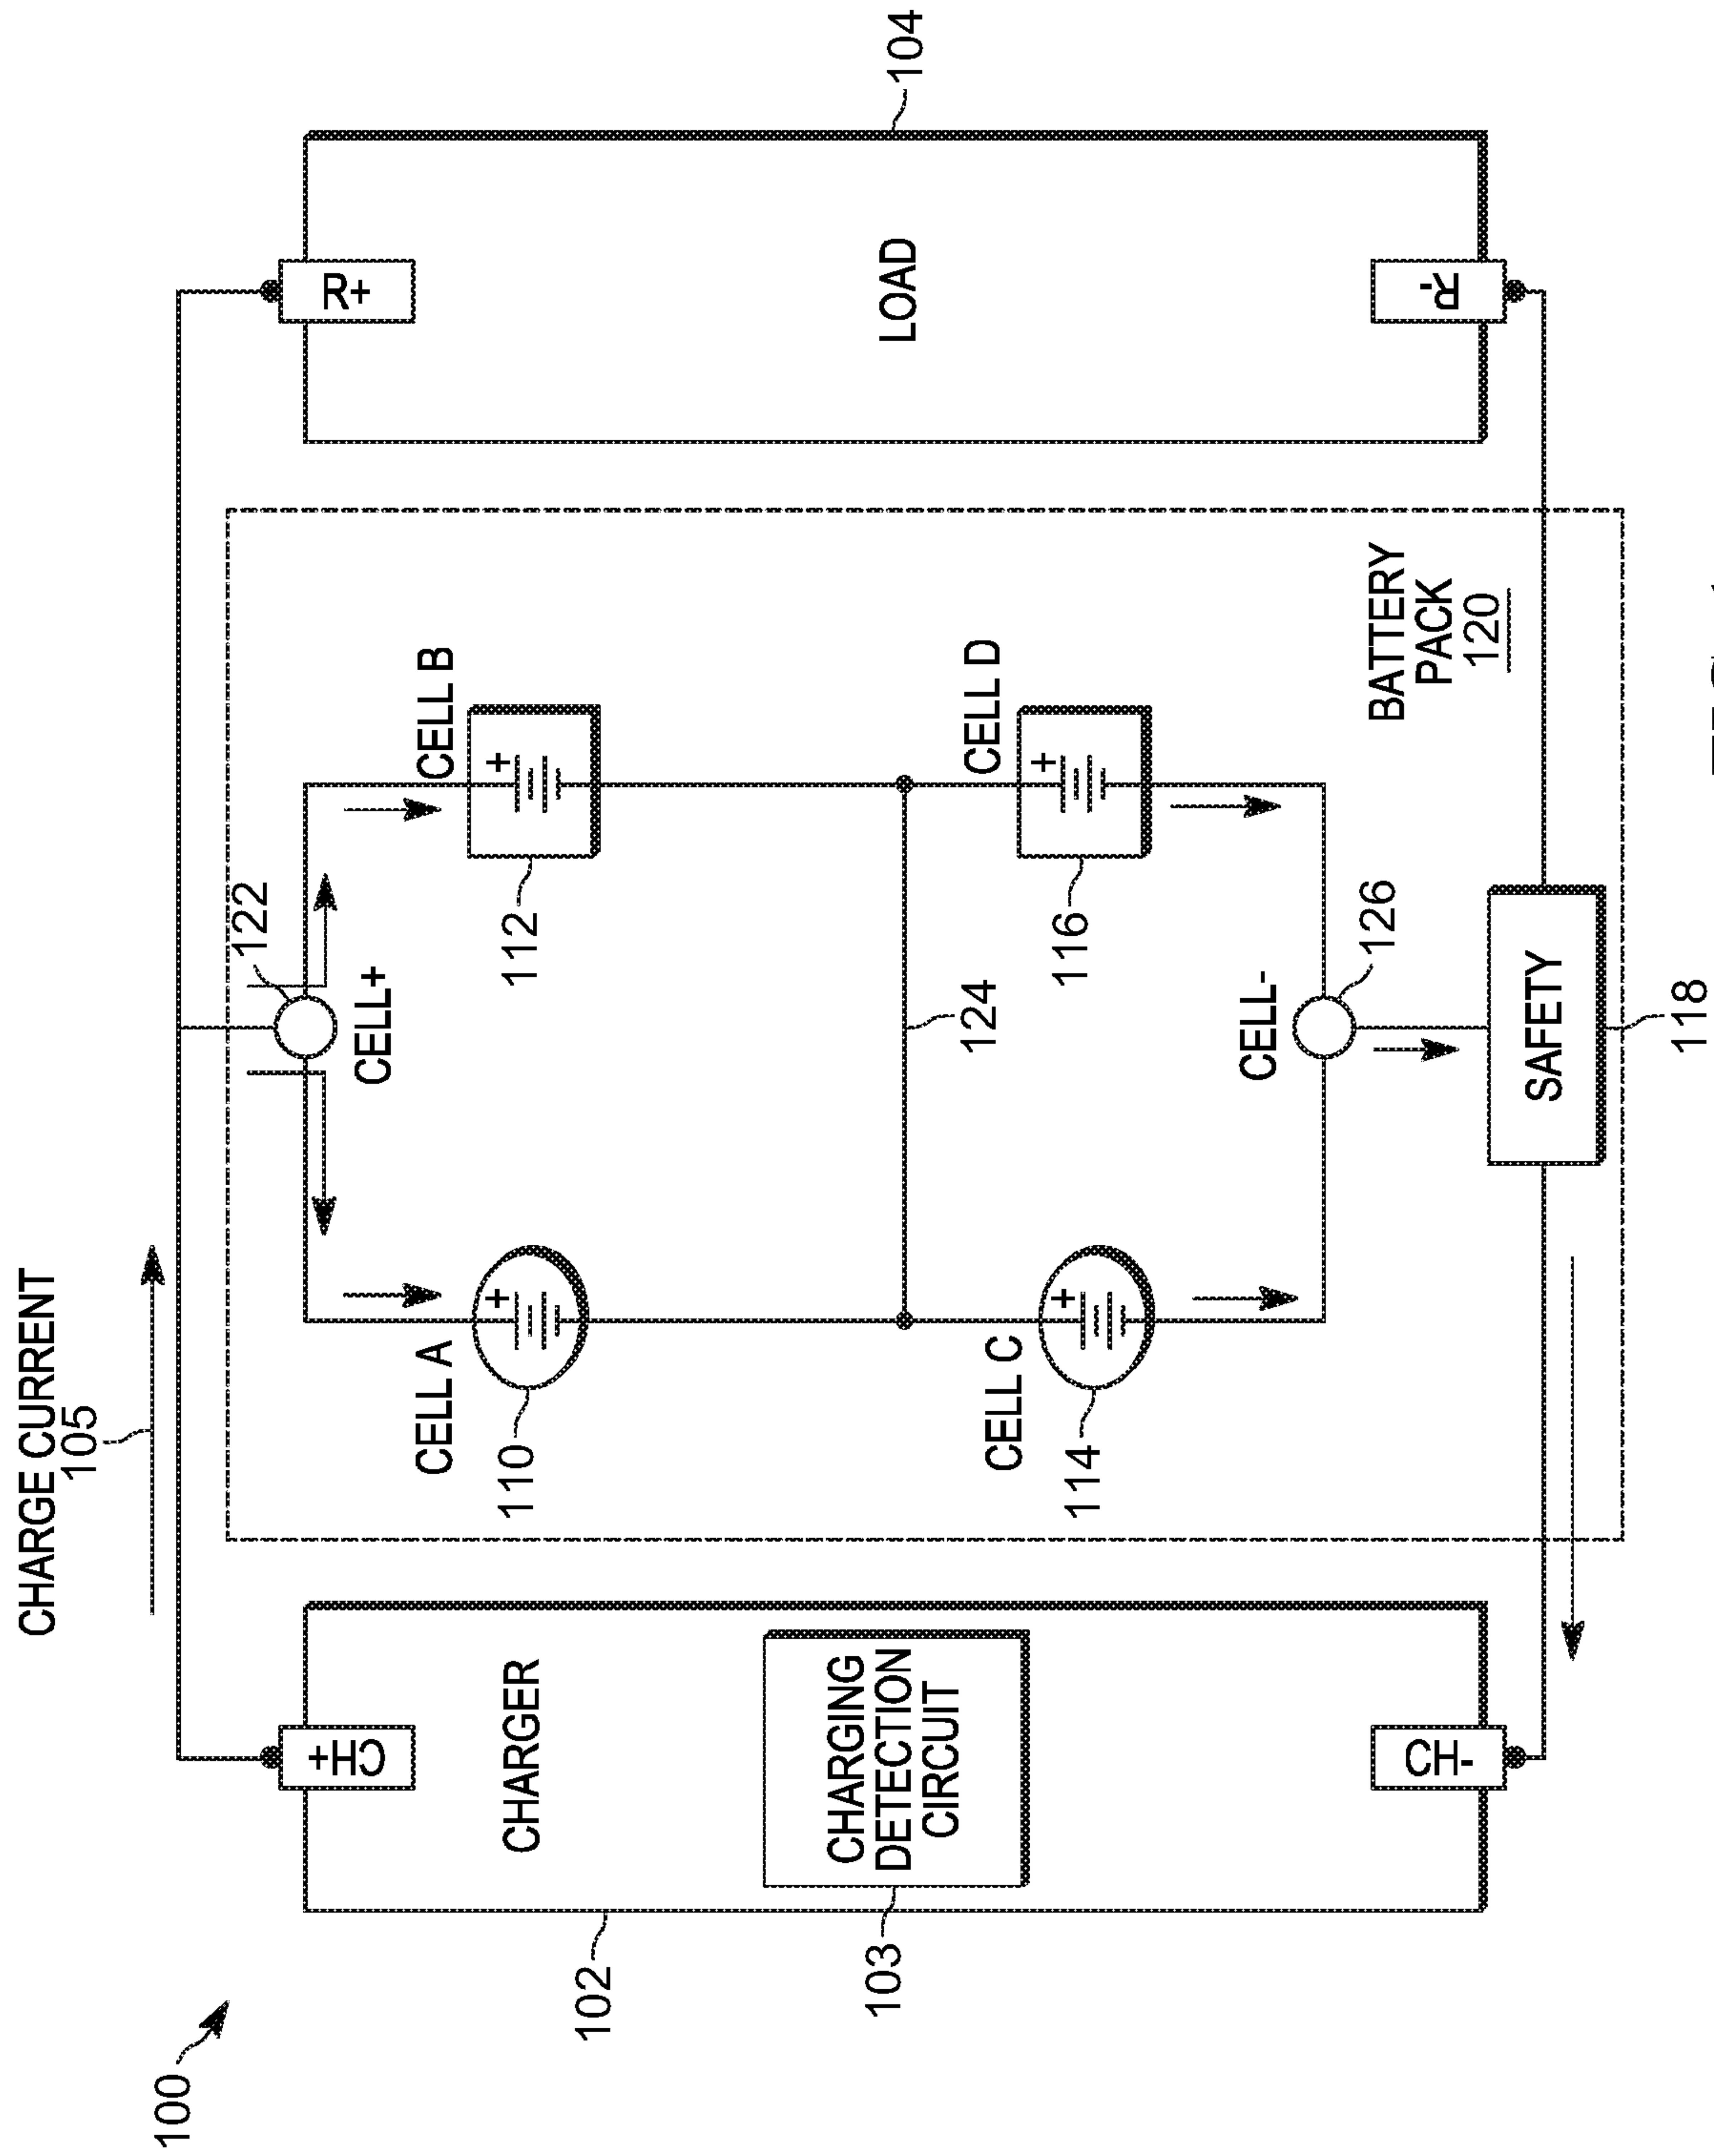 100
CHARGE CURRENT
105
102
CH+
CHARGER
103
CHARGING
DETECTION
CIRCUIT
CH-
122
CELL+
CELL A
110
CELL B
112
124
CELL C
114
CELL D
116
CELL-
126
SAFETY
118
BATTERY
PACK
120
R+
LOAD
R-
104